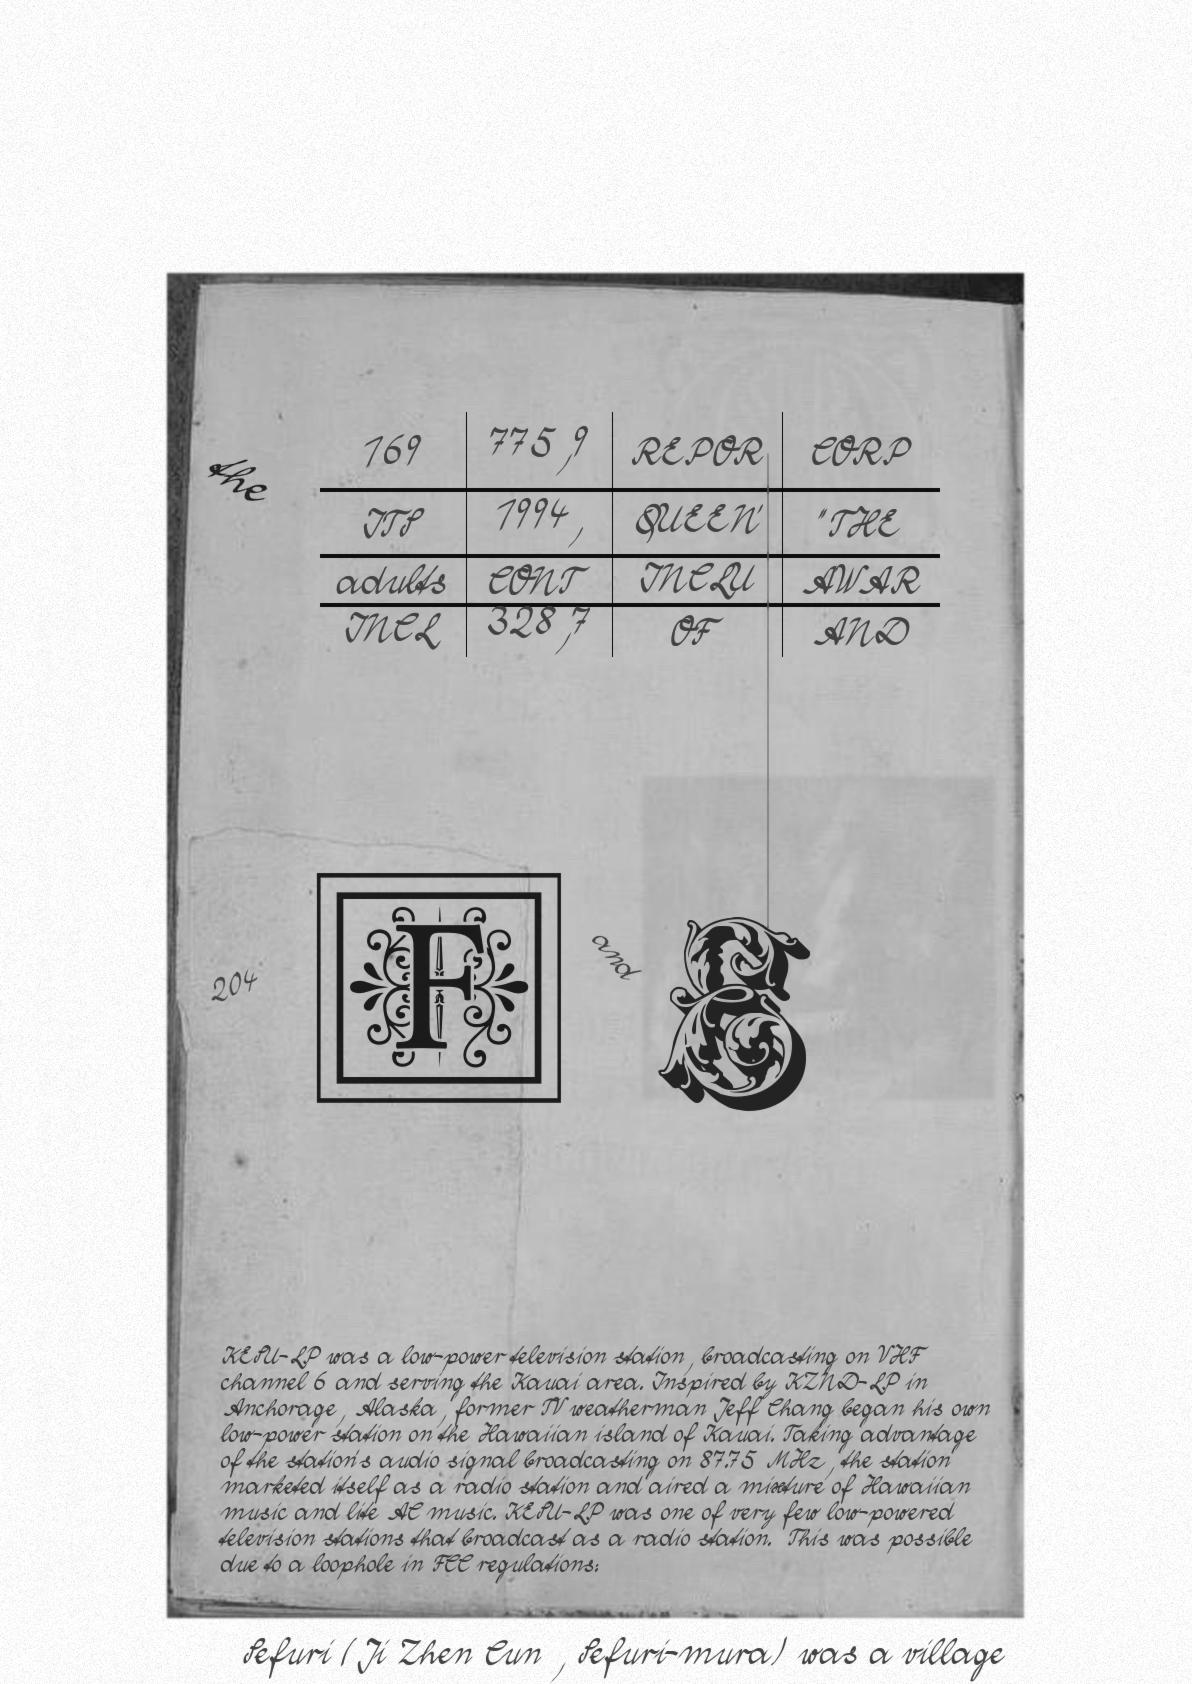 the
169 775,9 REPOR CORP
ITS 1994, QUEEN' "THE
adults CONT INCLU AWAR
INCL 328,7 OF AND
204
F
and
KESU-LP was a low-power television station, broadcasting on VHF
channel 6 and serving the Kauai area. Inspired by KZND-LP in
Anchorage, Alaska, former TV weatherman Jeff Chang began his own
low-power station on the Hawaiian island of Kauai. Taking advantage
of the station's audio signal broadcasting on 87.75 MHz, the station
marketed itself as a radio station and aired a mixture of Hawaiian
music and lite AC music. KESU-LP was one of very few low-powered
television stations that broadcast as a radio station. This was possible
due to a loophole in FCC regulations:
Sefuri (Ji Zhen Cun, Sefuri-mura) was a village